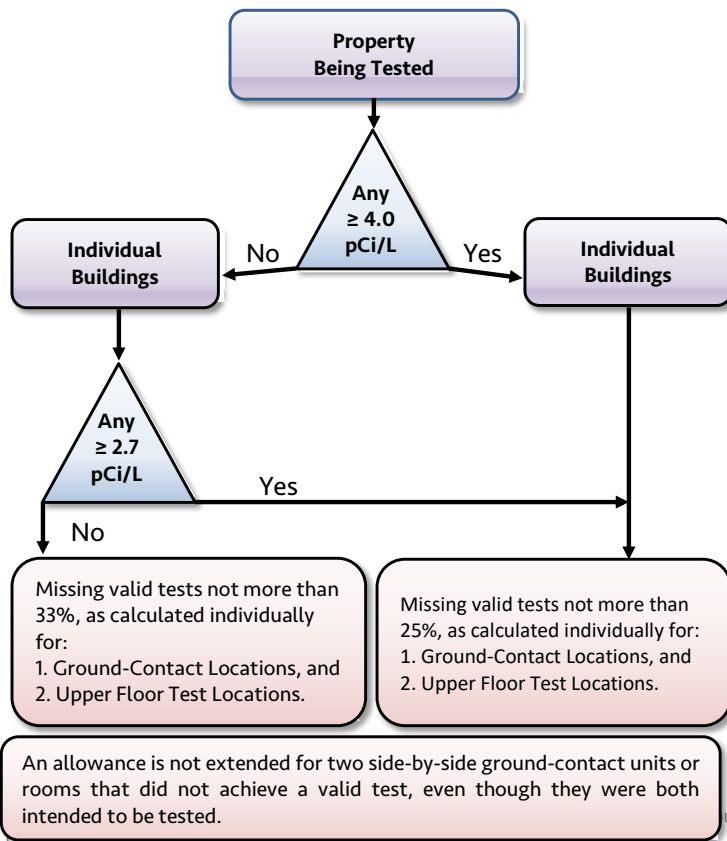 Property
Being Tested
Any
≥ 4.0
pCi/L
No
Yes
Individual
Buildings
Individual
Buildings
Any
≥ 2.7
pCi/L
Yes
No
Missing valid tests not more than
33%, as calculated individually
for:
1. Ground-Contact Locations, and
2. Upper Floor Test Locations.
Missing valid tests not more than
25%, as calculated individually for:
1. Ground-Contact Locations, and
2. Upper Floor Test Locations.
An allowance is not extended for two side-by-side ground-contact units or
rooms that did not achieve a valid test, even though they were both
intended to be tested.